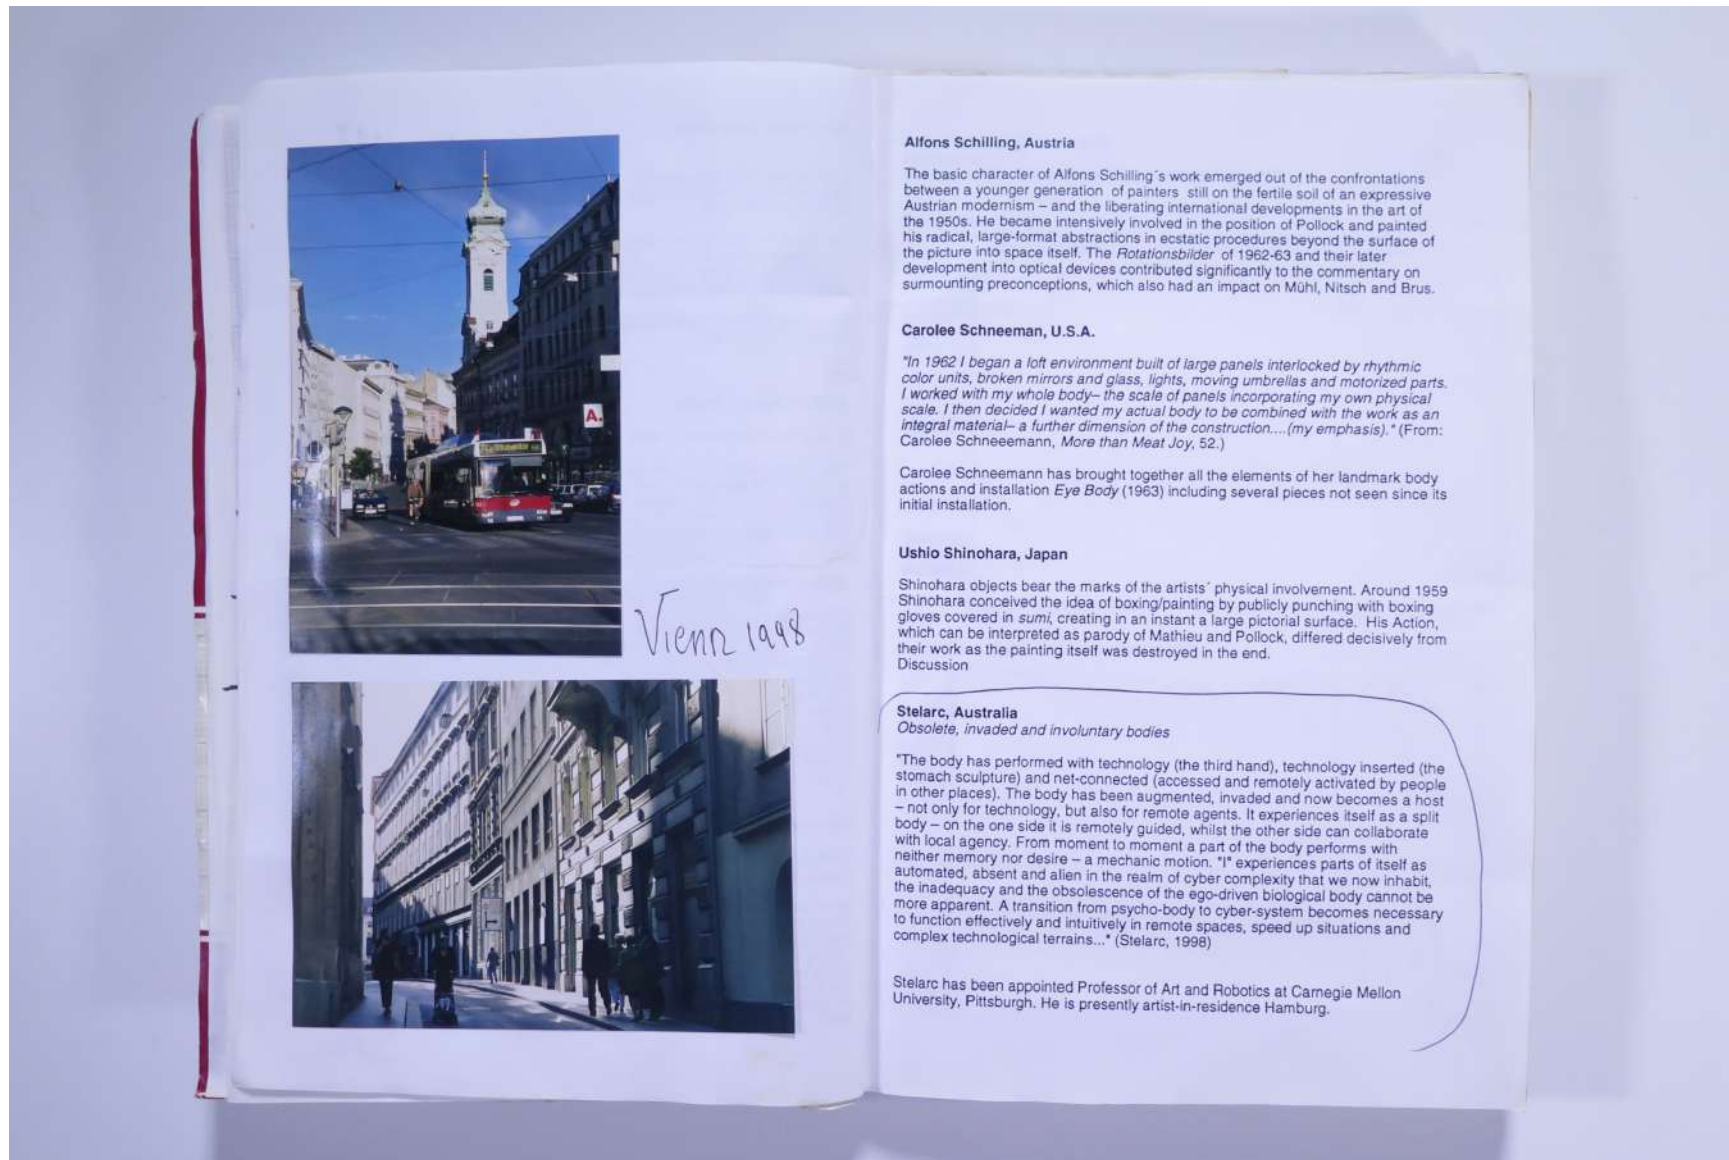 A.
Vienn 1998
Alfons Schilling, Austria
The basic character of Alfons Schilling´s work emerged out of the confrontations
between a younger generation of painters still on the fertile soil of an expressive
Austrian modernism – and the liberating international developments in the art of
the 1950s. He became intensively involved in the position of Pollock and painted
his radical, large-format abstractions in ecstatic procedures beyond the surface of
the picture into space itself. The Rotationsbilder of 1962-63 and their later
development into optical devices contributed significantly to the commentary on
surmounting preconceptions, which also had an impact on Mühl, Nitsch and Brus.
Carolee Schneeman, U.S.A.
"In 1962 I began a loft environment built of large panels interlocked by rhythmic
color units, broken mirrors and glass, lights, moving umbrellas and motorized parts.
I worked with my whole body– the scale of panels incorporating my own physical
scale. I then decided I wanted my actual body to be combined with the work as an
integral material– a further dimension of the construction....(my emphasis)." (From:
Carolee Schneeemann, More than Meat Joy, 52.)
Carolee Schneemann has brought together all the elements of her landmark body
actions and installation Eye Body (1963) including several pieces not seen since its
initial installation.
Ushio Shinohara, Japan
Shinohara objects bear the marks of the artists´ physical involvement. Around 1959
Shinohara conceived the idea of boxing/painting by publicly punching with boxing
gloves covered in sumi, creating in an instant a large pictorial surface. His Action,
which can be interpreted as parody of Mathieu and Pollock, differed decisively from
their work as the painting itself was destroyed in the end.
Discussion
Stelarc, Australia
Obsolete, invaded and involuntary bodies
"The body has performed with technology (the third hand), technology inserted (the
stomach sculpture) and net-connected (accessed and remotely activated by people
in other places). The body has been augmented, invaded and now becomes a host
– not only for technology, but also for remote agents. It experiences itself as a split
body – on the one side it is remotely guided, whilst the other side can collaborate
with local agency. From moment to moment a part of the body performs with
neither memory nor desire – a mechanic motion. "I" experiences parts of itself as
automated, absent and alien in the realm of cyber complexity that we now inhabit,
the inadequacy and the obsolescence of the ego-driven biological body cannot be
more apparent. A transition from psycho-body to cyber-system becomes necessary
to function effectively and intuitively in remote spaces, speed up situations and
complex technological terrains..." (Stelarc, 1998)
Stelarc has been appointed Professor of Art and Robotics at Carnegie Mellon
University, Pittsburgh. He is presently artist-in-residence Hamburg.